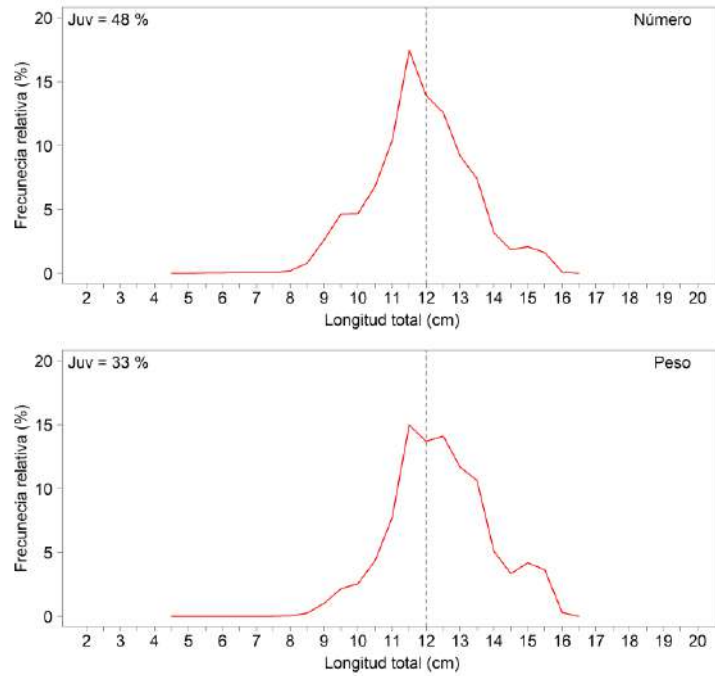 Juv = 48 %
Número
Frecunecia relativa (%)
20
15
10
5
0
2 3 4 5 6 7 8 9 10 11 12 13 14 15 16 17 18 19 20
Longitud total (cm)
Juv = 33 %
Peso
Frecunecia relativa (%)
20
15
10
5
0
2 3 4 5 6 7 8 9 10 11 12 13 14 15 16 17 18 19 20
Longitud total (cm)